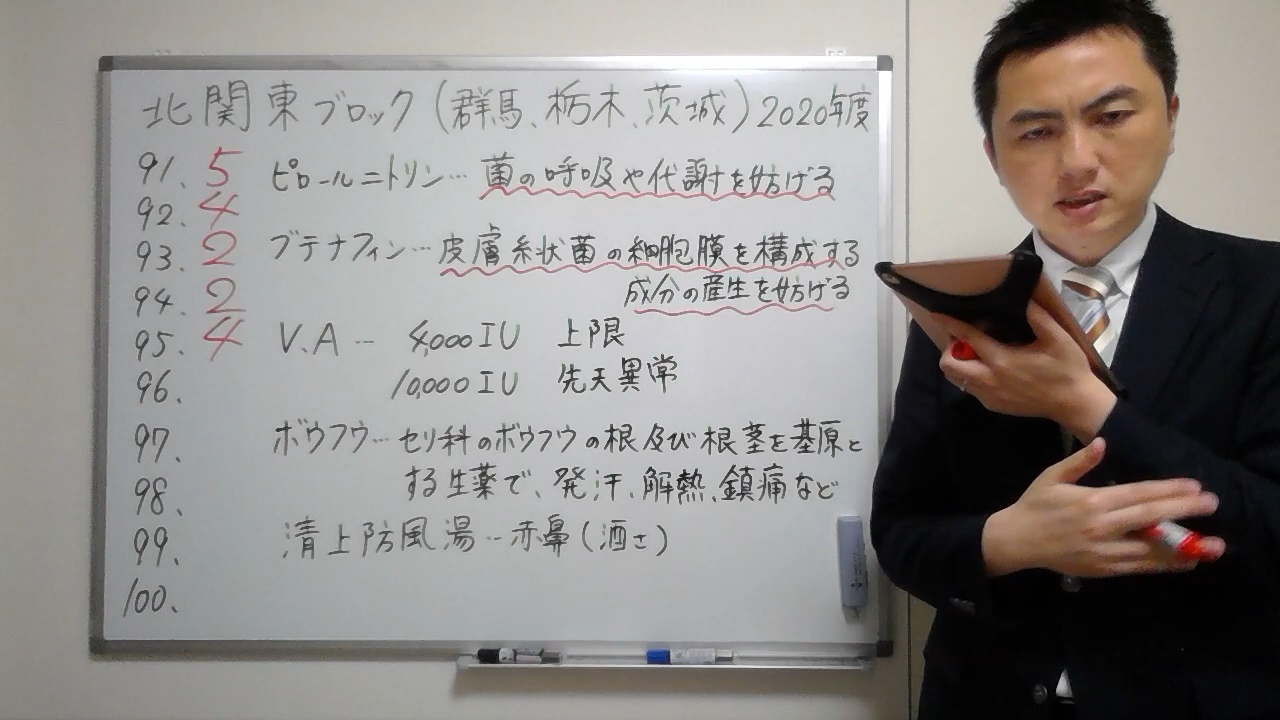 北関東ブロック(群馬、栃木、茨城)2020年度
91. 5 ピロールニトリン…菌の呼吸や代謝を妨げる
92. 4
93. 2 ブテナフィン…皮膚糸状菌の細胞膜を構成する
94. 2 成分の産生を妨げる
95. 4 V.A… 4,000IU 上限
96. 10,000IU 先天異常
97. ボウフウ…セリ科のボウフウの根及び根茎を基原と
98. する生薬で、発汗、解熱、鎮痛など
99. 清上防風湯…赤鼻(酒さ)
100.